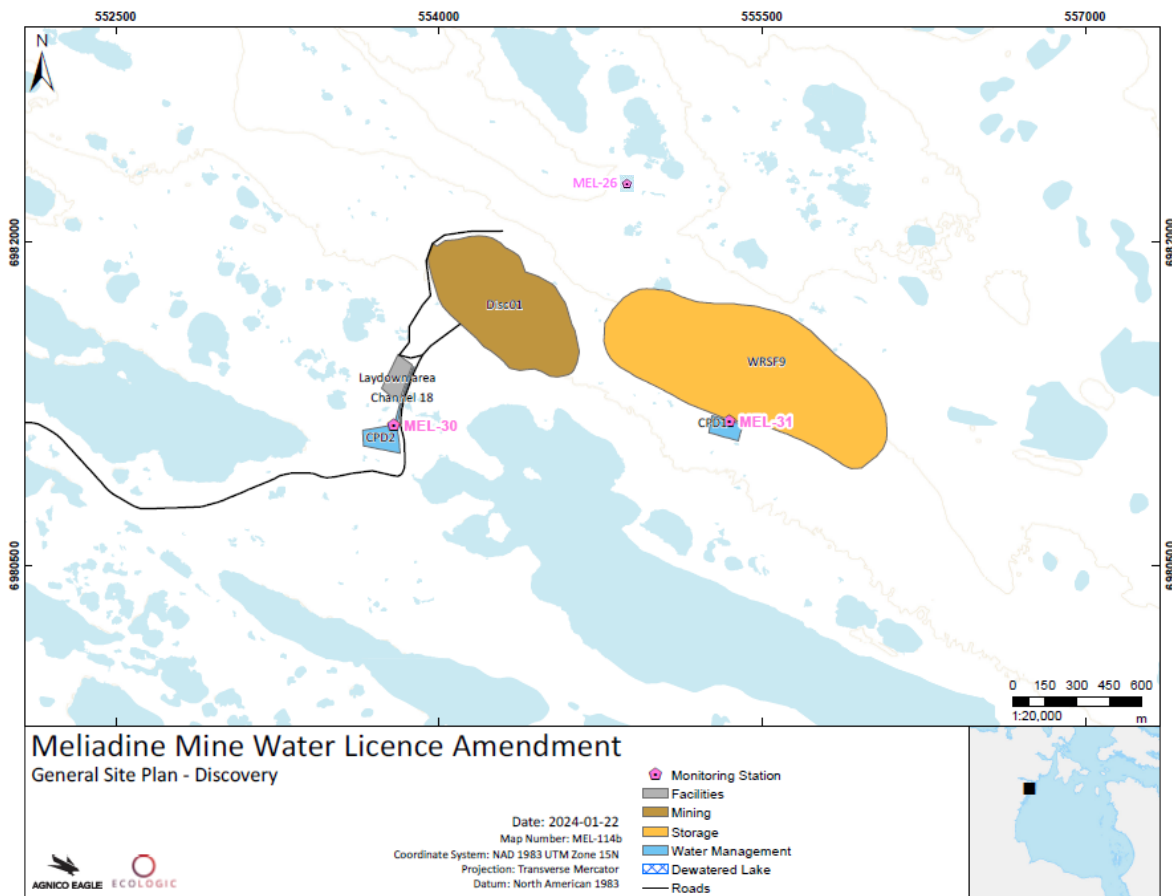 552500
554000
555500
557000
N
MEL-26
6982000
6982000
Disc01
WRSF9
Laydown area
Channel 18
MEL-30
CPD2
CPD1
MEL-31
6980500
6980500
0 150 300 450 600
1:20,000
m
Meliadine Mine Water Licence Amendment
General Site Plan - Discovery
Date: 2024-01-22
Map Number: MEL-114b
Coordinate System: NAD 1983 UTM Zone 15N
Projection: Transverse Mercator
Datum: North American 1983
Monitoring Station
Facilities
Mining
Storage
Water Management
Dewatered Lake
Roads
AGNICO EAGLE
ECOLOGIC